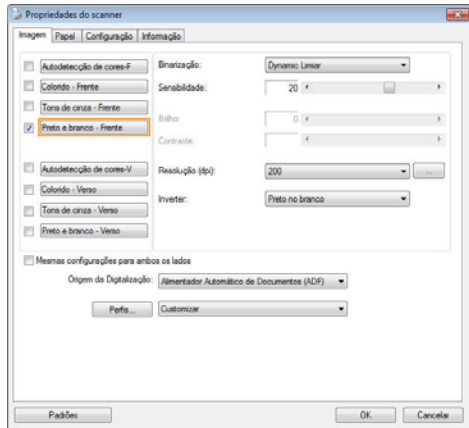 Propriedades do scanner
Imagem Papel Configuração Informação
Autodetecção de cores-F
Colorido - Frente
Tons de cinza - Frente
Preto e branco - Frente
Autodetecção de cores-V
Colorido - Verso
Tons de cinza - Verso
Preto e branco - Verso
Binarização: Dynamic Limiar
Sensibilidade: 20
Brilho: 0
Contraste:
Resolução (dpi): 200 ...
Inverter: Preto no branco
Mesmas configurações para ambos os lados
Origem da Digitalização: Alimentador Automático de Documentos (ADF)
Perfis... Customizar
Padrões OK Cancelar